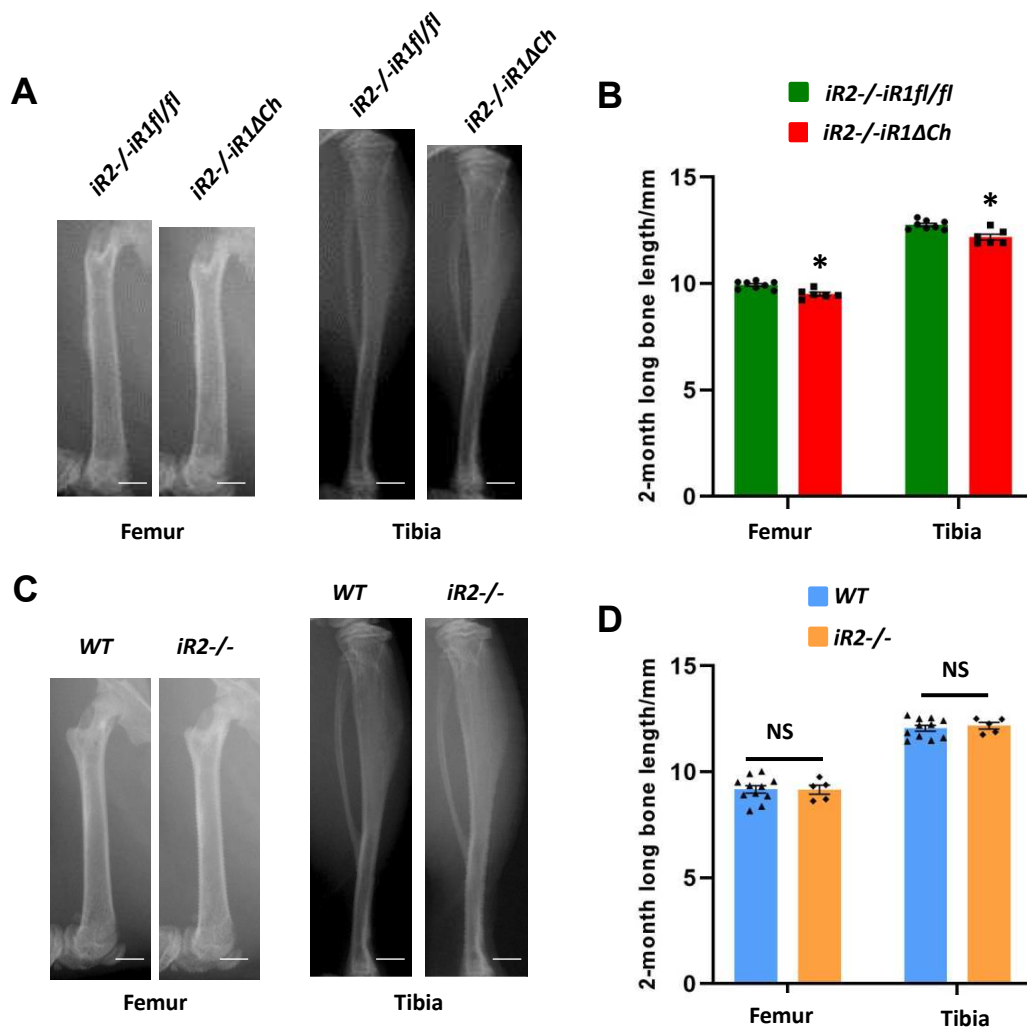 A
iR2-/-iR1fl/fl
iR2-/-iR1ΔCh
iR2-/-iR1fl/fl
iR2-/-iR1ΔCh
Femur
Tibia
B
iR2-/-iR1fl/fl
iR2-/-iR1ΔCh
2-month long bone length/mm
15
10
5
0
*
*
Femur
Tibia
C
WT
iR2-/-
WT
iR2-/-
Femur
Tibia
D
WT
iR2-/-
2-month long bone length/mm
15
10
5
0
NS
NS
Femur
Tibia